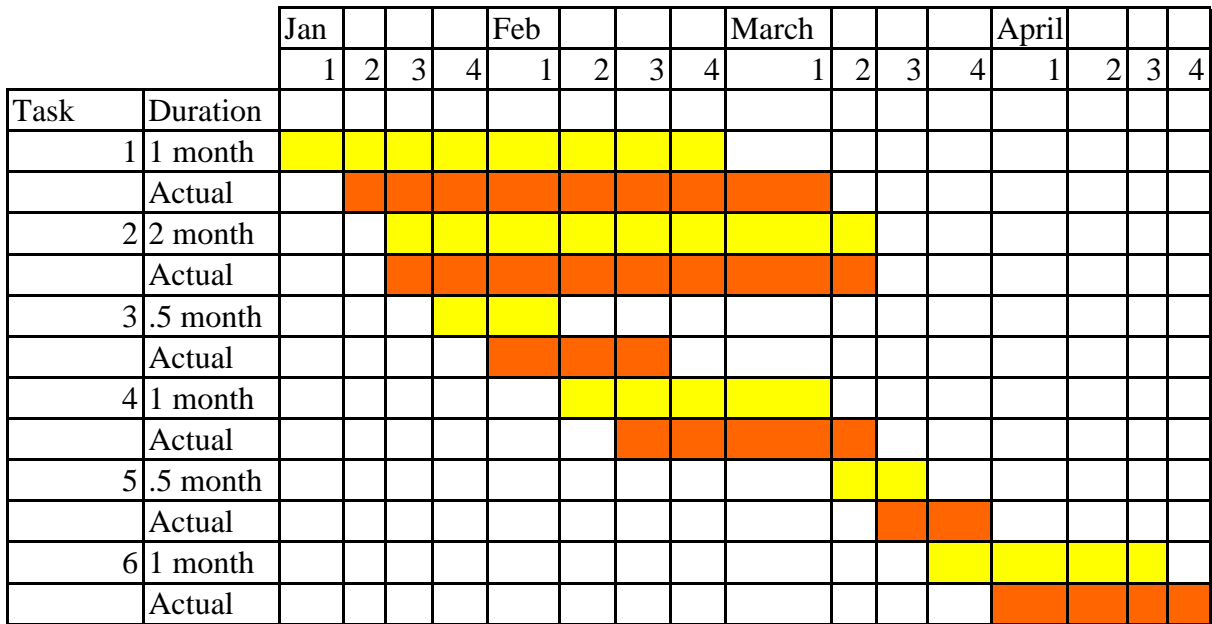 Jan Feb March April
1 2 3 4 1 2 3 4 1 2 3 4 1 2 3 4
Task Duration
1 1 month
Actual
2 2 month
Actual
3 .5 month
Actual
4 1 month
Actual
5 .5 month
Actual
6 1 month
Actual